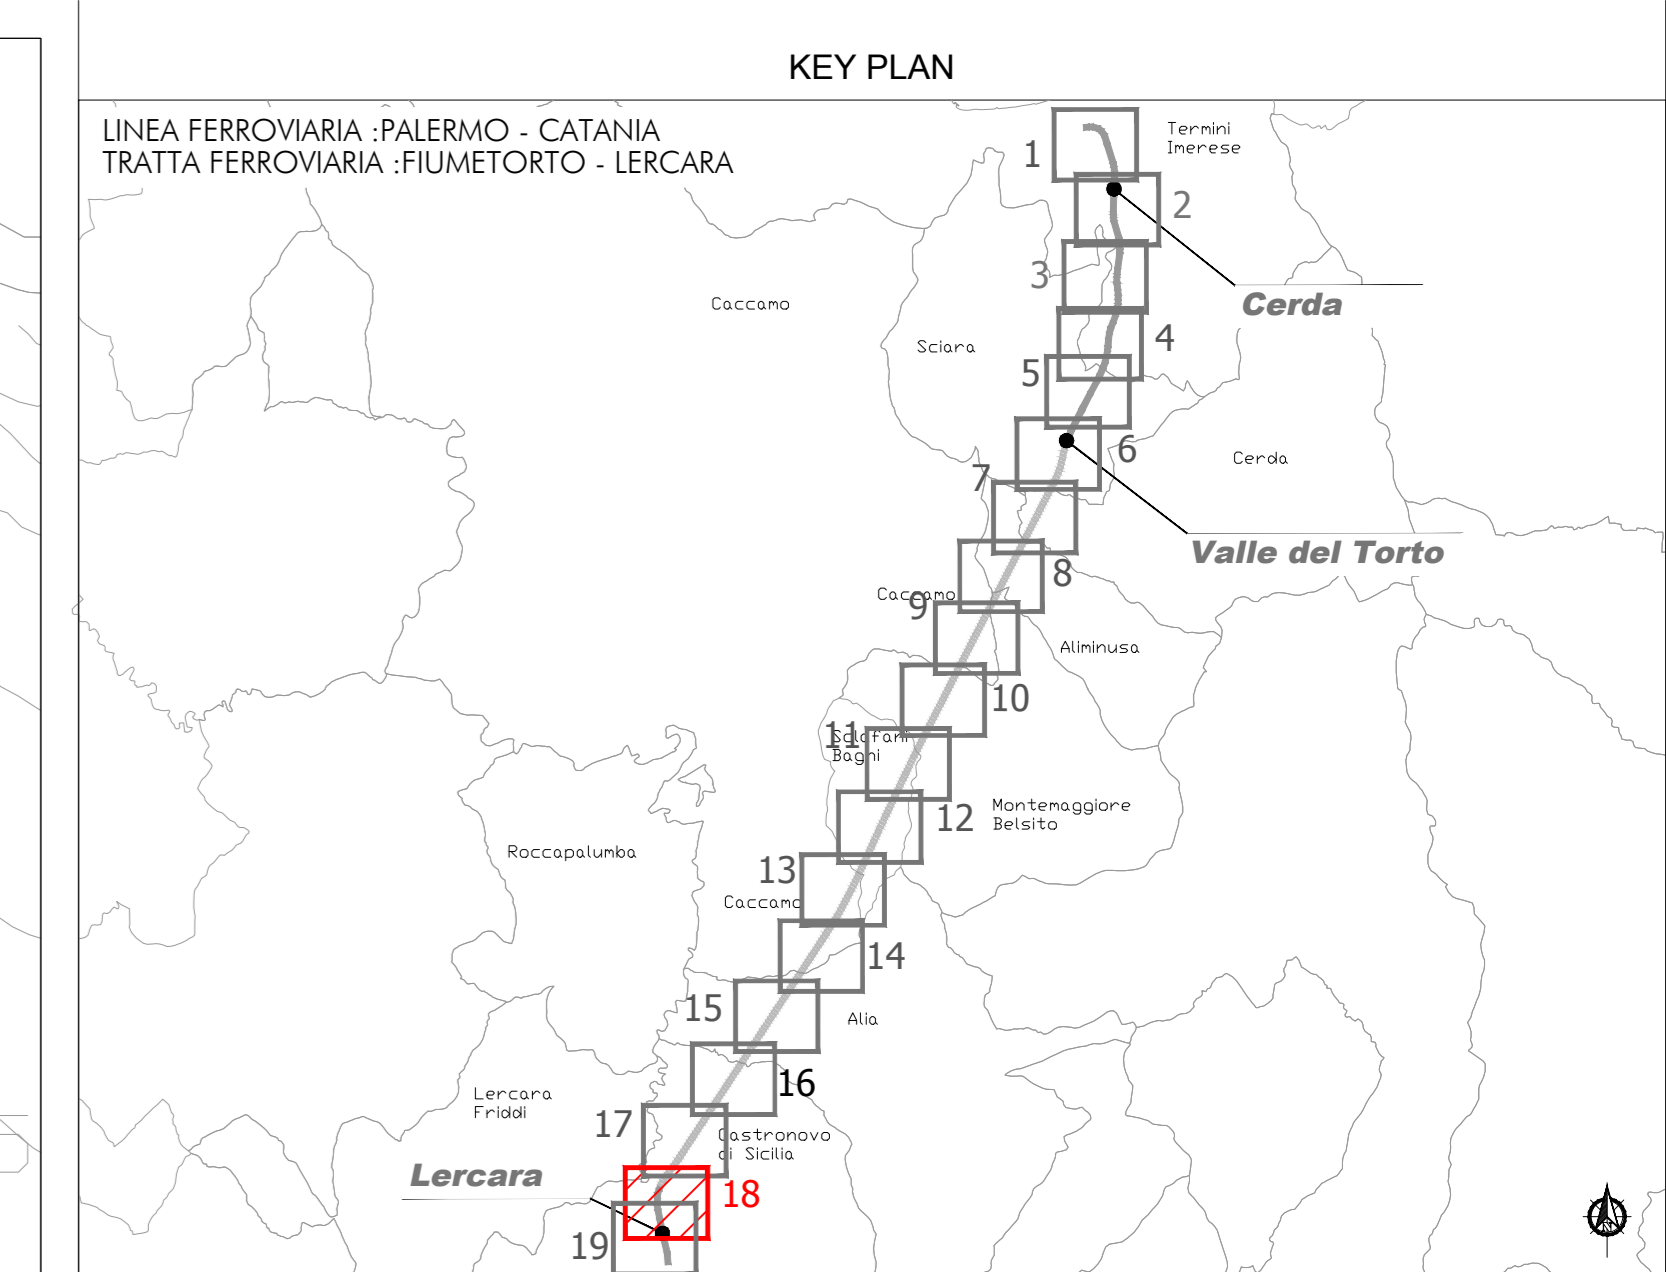 KEY PLAN
LINEA FERROVIARIA :PALERMO - CATANIA
TRATTA FERROVIARIA :FIUMETORTO - LERCARA
1
Termini
Imerese
2
3
Cerda
Caccamo
4
Sciara
5
6
Cerda
7
Valle del Torto
8
Caccamo
9
Aliminusa
10
11
Sclafani
Bagni
12
Montemaggiore
Belsito
Roccapalumba
13
Caccamo
14
15
Alia
16
Lercara
Friddi
17
Castronovo
di Sicilia
Lercara
18
19
N